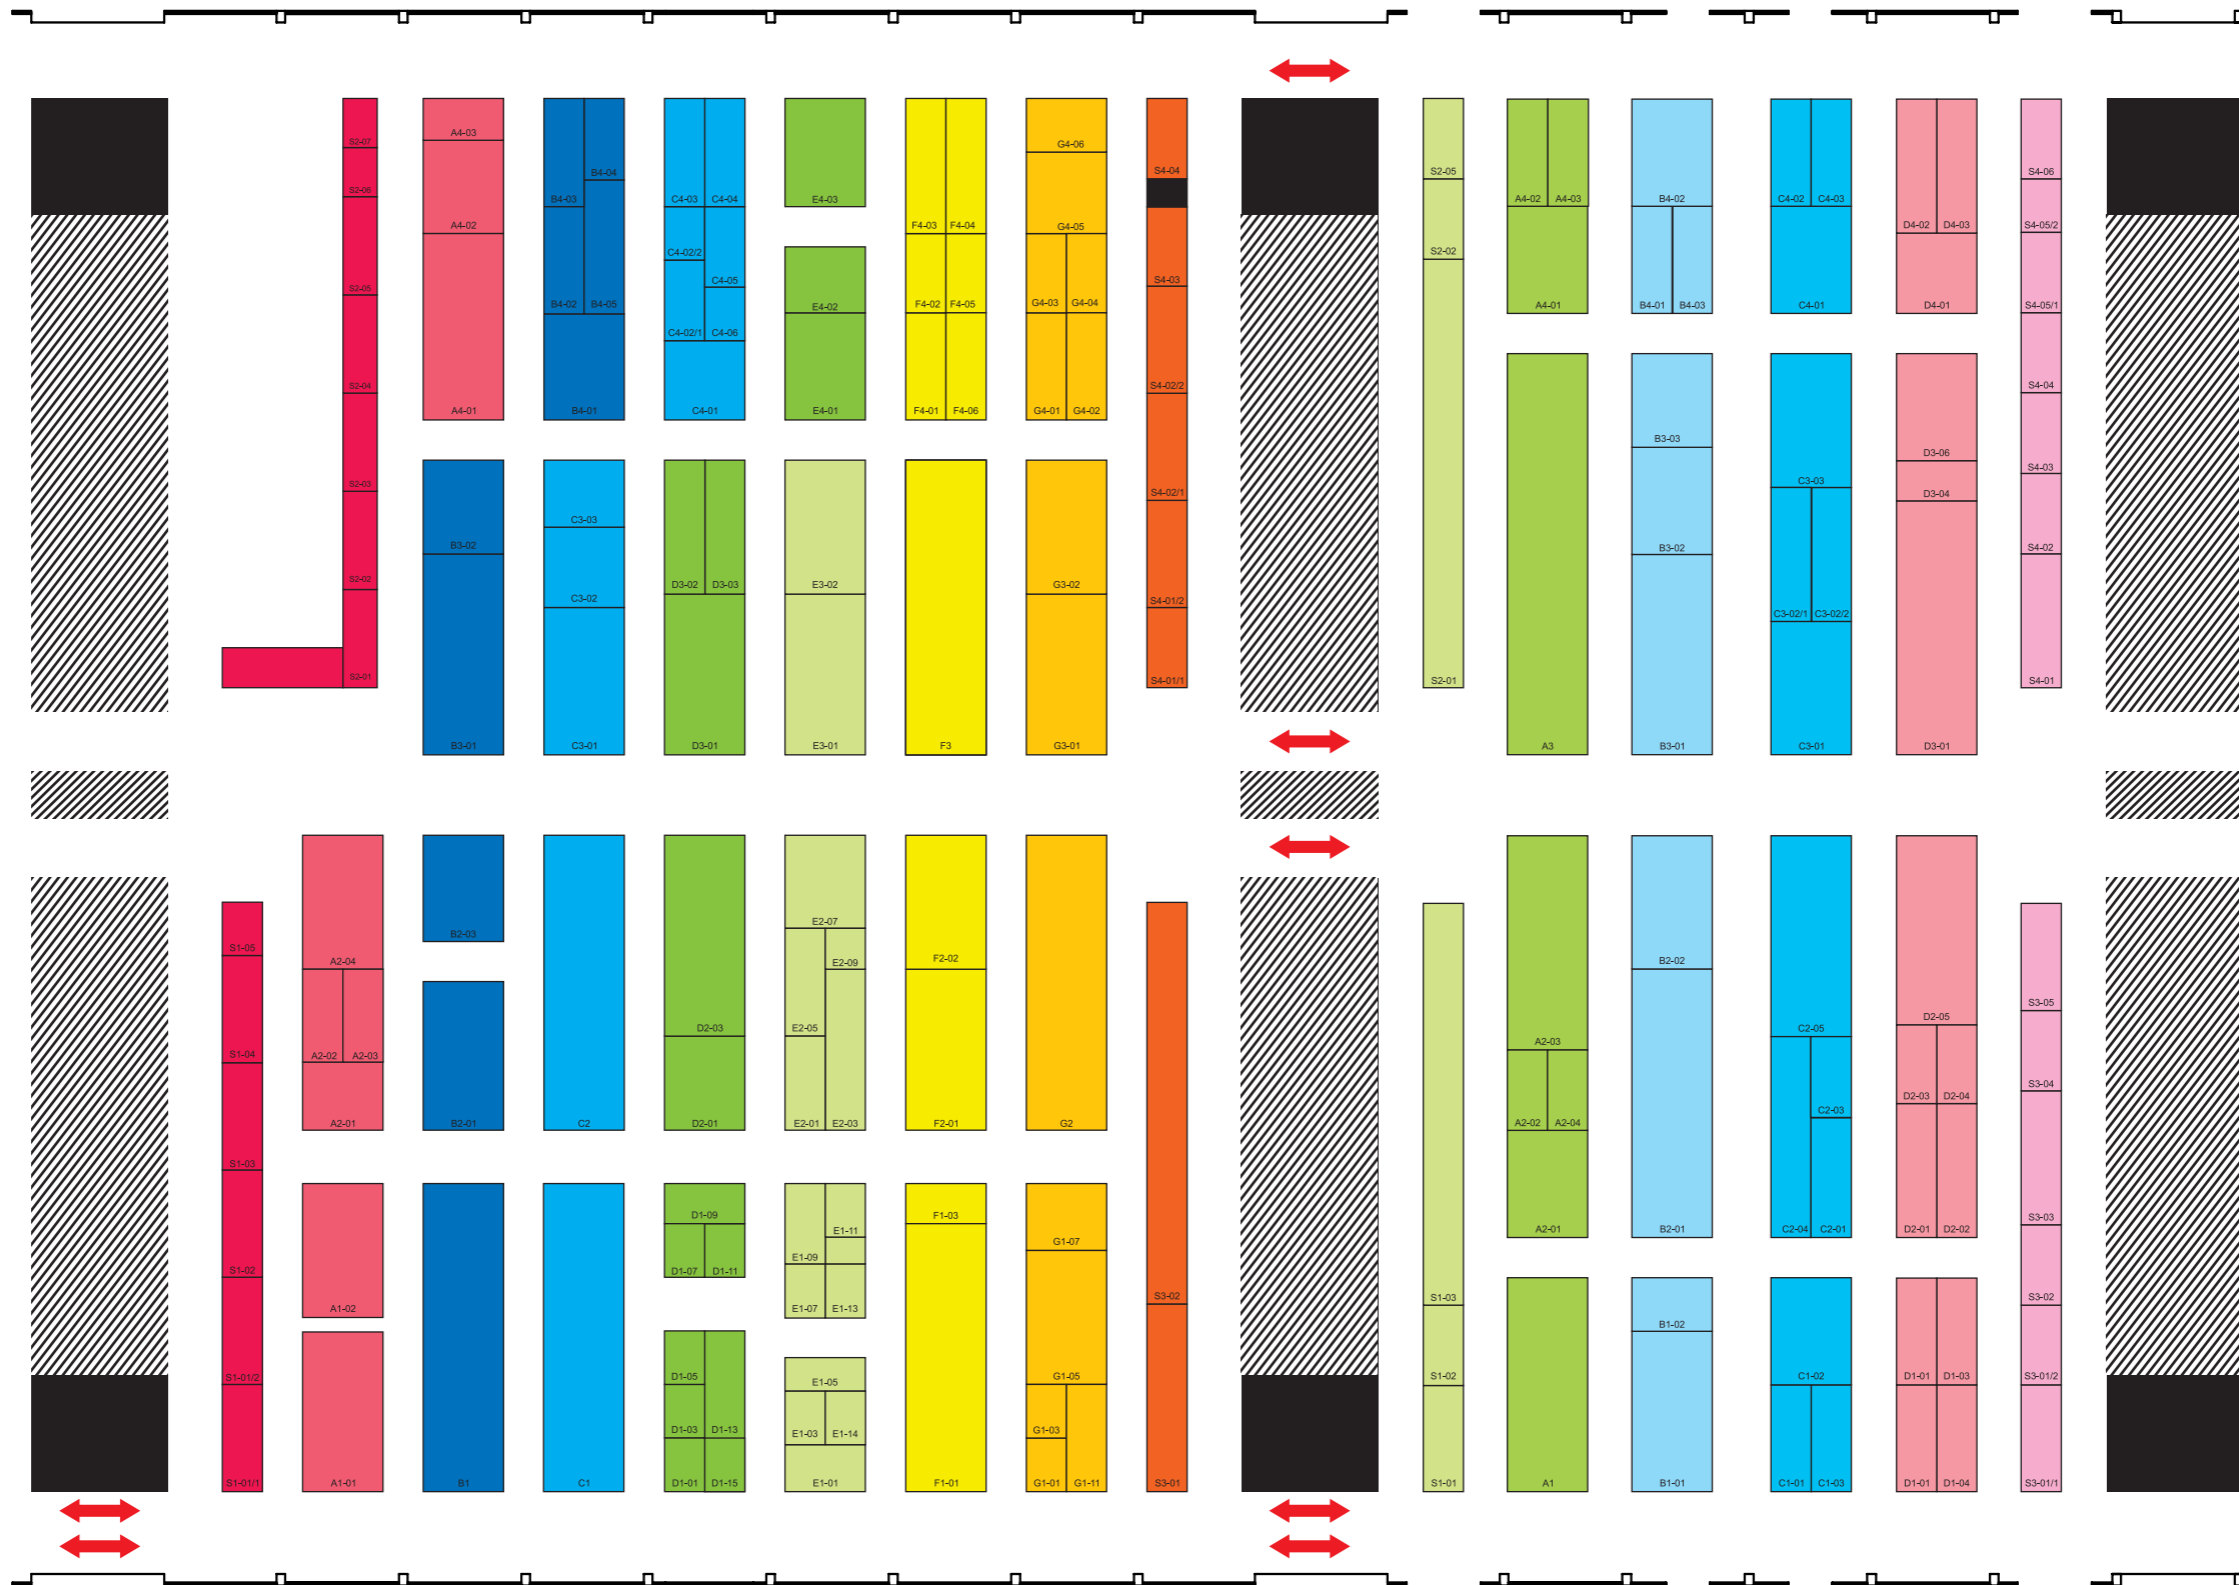 S2-07
S2-06
S2-05
S2-04
S2-03
S2-02
S2-01
A4-03
A4-02
A4-01
B4-04
B4-03
B4-02 B4-05
B4-01
C4-03 C4-04
C4-02/2
C4-05
C4-02/1 C4-06
C4-01
E4-03
E4-02
E4-01
F4-03 F4-04
F4-02 F4-05
F4-01 F4-06
G4-06
G4-05
G4-03 G4-04
G4-01 G4-02
S4-04
S4-03
S4-02/2
S4-02/1
S4-01/2
S4-01/1
B3-02
B3-01
C3-03
C3-02
C3-01
D3-02 D3-03
D3-01
E3-02
E3-01
F3
G3-02
G3-01
S2-05
S2-02
S2-01
A4-02 A4-03
A4-01
B4-02
B4-01 B4-03
C4-02 C4-03
C4-01
D4-02 D4-03
D4-01
S4-06
S4-05/2
S4-05/1
S4-04
S4-03
S4-02
S4-01
A3
B3-03
B3-02
B3-01
C3-03
C3-02/1 C3-02/2
C3-01
D3-06
D3-04
D3-01
S1-05
S1-04
S1-03
S1-02
S1-01/2
S1-01/1
A2-04
A2-02 A2-03
A2-01
A1-02
A1-01
B2-03
B2-01
B1
C2
C1
D2-03
D2-01
D1-09
D1-07 D1-11
D1-05
D1-03 D1-13
D1-01 D1-15
E2-07
E2-09
E2-05
E2-01 E2-03
E1-11
E1-09
E1-07 E1-13
E1-05
E1-03 E1-14
E1-01
F2-02
F2-01
F1-03
F1-01
G2
G1-07
G1-05
G1-03
G1-01 G1-11
S3-02
S3-01
S1-03
S1-02
S1-01
A2-03
A2-02 A2-04
A2-01
A1
B2-02
B2-01
B1-02
B1-01
C2-05
C2-03
C2-04 C2-01
C1-02
C1-01 C1-03
D2-05
D2-03 D2-04
D2-01 D2-02
D1-01 D1-03
D1-01 D1-04
S3-05
S3-04
S3-03
S3-02
S3-01/2
S3-01/1